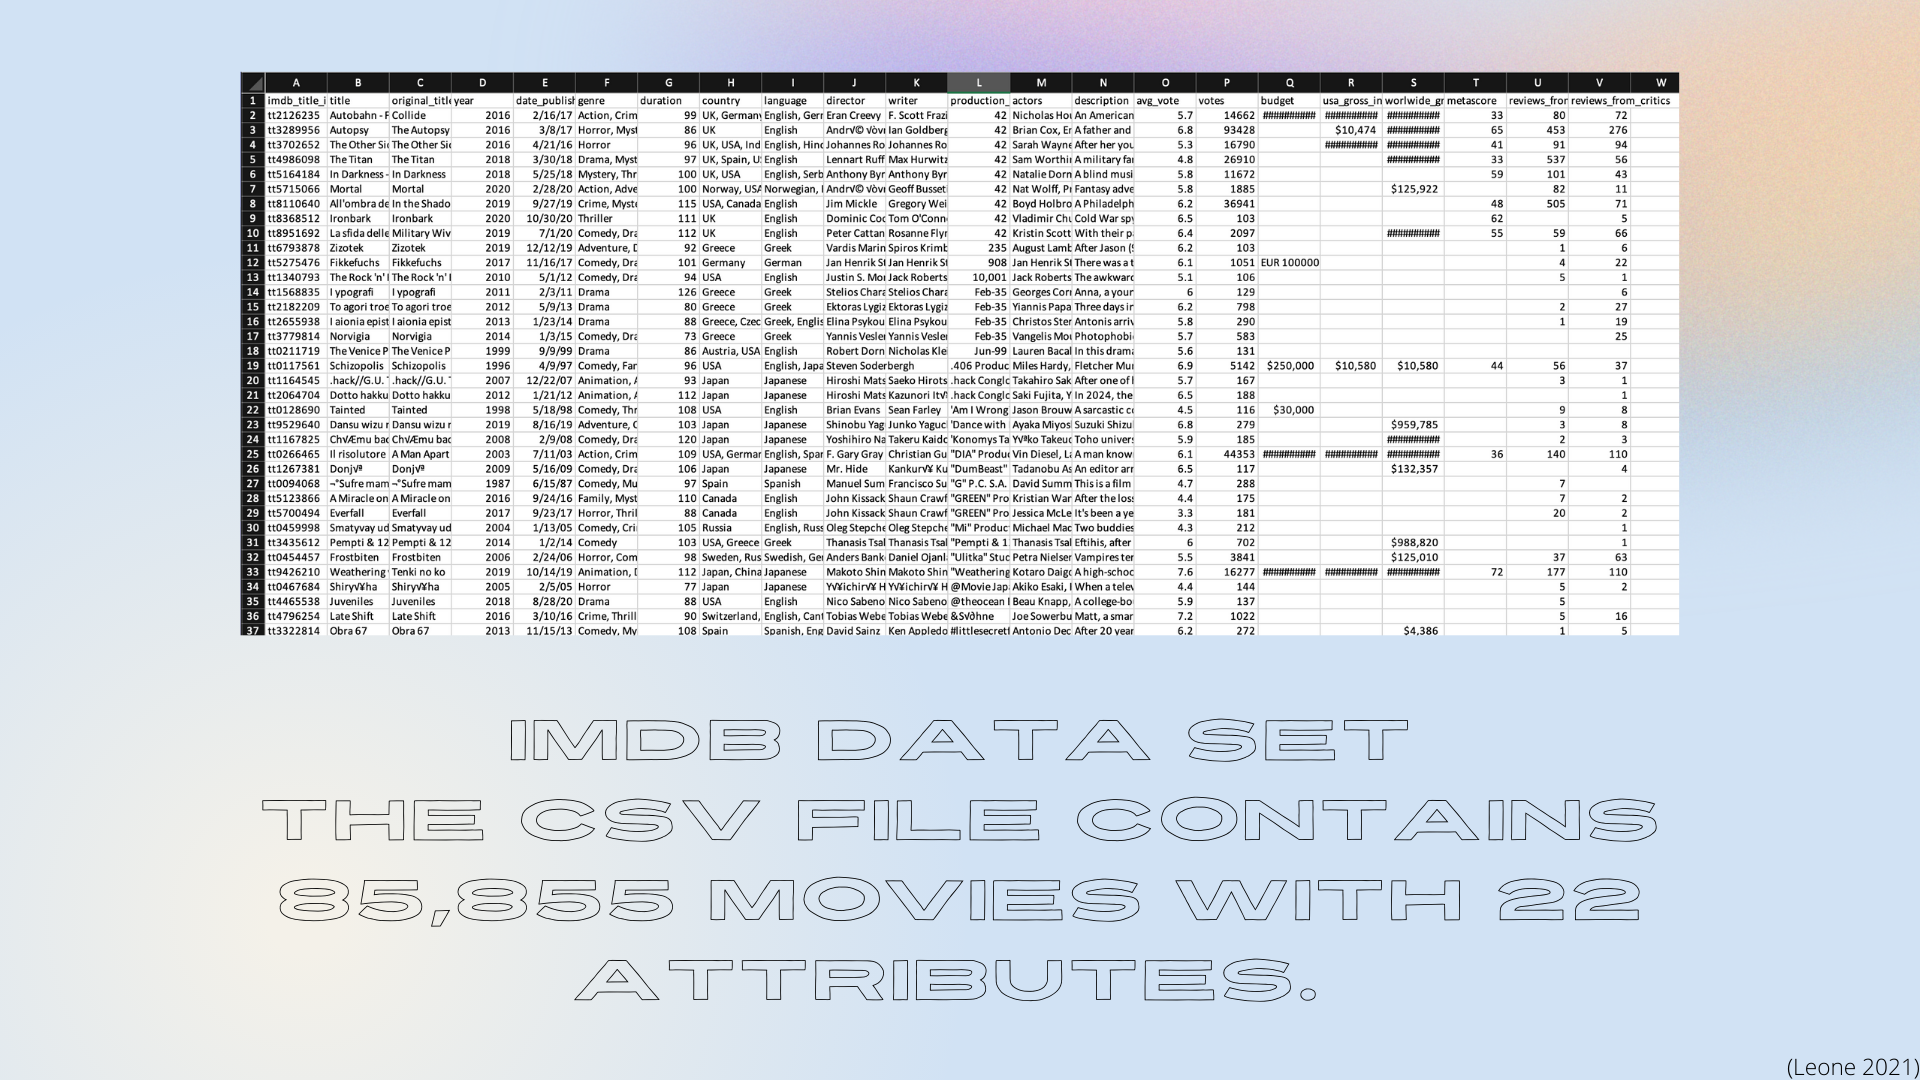 A B C D E F G H I J K L M N O P Q R S T U V W
1 imdb_title_i title original_title year date_publish genre duration country language director writer production_ actors description avg_vote votes budget usa_gross_in worlwide_gr metascore reviews_from reviews_from_critics
2 tt2126235 Autobahn - F Collide 2016 2/16/17 Action, Crim 99 UK, Germany English, Gerr Eran Creevy F. Scott Frazi 42 Nicholas Hou An American 5.7 14662 ########## ########## ########## 33 80 72
3 tt3289956 Autopsy The Autopsy 2016 3/8/17 Horror, Myst 86 UK English Andr√© √òvr Ian Goldberg 42 Brian Cox, Er A father and 6.8 93428 $10,474 ########## 65 453 276
4 tt3702652 The Other Sid The Other Sid 2016 4/21/16 Horror 96 UK, USA, Ind English, Hind Johannes Ro Johannes Ro 42 Sarah Wayne After her you 5.3 16790 ########## ########## 41 91 94
5 tt4986098 The Titan The Titan 2018 3/30/18 Drama, Myst 97 UK, Spain, U English Lennart Ruff Max Hurwitz 42 Sam Worthin A military fa 4.8 26910 ########## 33 537 56
6 tt5164184 In Darkness - In Darkness 2018 5/25/18 Mystery, Thr 100 UK, USA English, Serb Anthony Byr Anthony Byr 42 Natalie Dorn A blind musi 5.8 11672 59 101 43
7 tt5715066 Mortal Mortal 2020 2/28/20 Action, Adve 100 Norway, USA Norwegian, Andr√© √òvr Geoff Busset 42 Nat Wolff, Pr Fantasy adve 5.8 1885 $125,922 82 11
8 tt8110640 All'ombra de In the Shado 2019 9/27/19 Crime, Myst 115 USA, Canada English Jim Mickle Gregory Wei 42 Boyd Holbro A Philadelph 6.2 36941 48 505 71
9 tt8368512 Ironbark Ironbark 2020 10/30/20 Thriller 111 UK English Dominic Coo Tom O'Conn 42 Vladimir Chu Cold War spy 6.5 103 62 5
10 tt8951692 La sfida delle Military Wiv 2019 7/1/20 Comedy, Dra 112 UK English Peter Cattan Rosanne Flyr 42 Kristin Scott With their p 6.4 2097 ########## 55 59 66
11 tt6793878 Zizotek Zizotek 2019 12/12/19 Adventure, D 92 Greece Greek Vardis Marin Spiros Krimb 235 August Lamb After Jason (9 6.2 103 1 6
12 tt5275476 Fikkefuchs Fikkefuchs 2017 11/16/17 Comedy, Dra 101 Germany German Jan Henrik St Jan Henrik St 908 Jan Henrik St There was a t 6.1 1051 EUR 100000 4 22
13 tt1340793 The Rock 'n' The Rock 'n' 2010 5/1/12 Comedy, Dra 94 USA English Justin S. Mor Jack Roberts 10,001 Jack Roberts The awkward 5.1 106 5 1
14 tt1568835 I ypografi I ypografi 2011 2/3/11 Drama 126 Greece Greek Stelios Chara Stelios Chara Feb-35 Georges Corr Anna, a your 6 129 6
15 tt2182209 To agori troe To agori troe 2012 5/9/13 Drama 80 Greece Greek Ektoras Lygiz Ektoras Lygiz Feb-35 Yiannis Papa Three days in 6.2 798 2 27
16 tt2655938 I aionia epist I aionia epist 2013 1/23/14 Drama 88 Greece, Czec Greek, Englis Elina Psykou Elina Psykou Feb-35 Christos Ster Antonis arriv 5.8 290 1 19
17 tt3779814 Norvigia Norvigia 2014 1/3/15 Comedy, Dra 73 Greece Greek Yannis Vesler Yannis Vesler Feb-35 Vangelis Mou Photophobi 5.7 583 25
18 tt0211719 The Venice P The Venice P 1999 9/9/99 Drama 86 Austria, USA English Robert Dorn Nicholas Kle Jun-99 Lauren Bacal In this drama 5.6 131
19 tt0117561 Schizopolis Schizopolis 1996 4/9/97 Comedy, Fan 96 USA English, Japa Steven Soderbergh .406 Produc Miles Hardy, Fletcher Mu 6.9 5142 $250,000 $10,580 $10,580 44 56 37
20 tt1164545 .hack//G.U. .hack//G.U. 2007 12/22/07 Animation, A 93 Japan Japanese Hiroshi Mats Saeko Hirots .hack Conglo Takahiro Sak After one of 5.7 167 3 1
21 tt2064704 Dotto hakku Dotto hakku 2012 1/21/12 Animation, A 112 Japan Japanese Hiroshi Mats Kazunori It√¥ .hack Conglo Saki Fujita, Y In 2024, the 6.5 188 1
22 tt0128690 Tainted Tainted 1998 5/18/98 Comedy, Thr 108 USA English Brian Evans Sean Farley 'Am I Wrong Jason Brouw A sarcastic co 4.5 116 $30,000 9 8
23 tt9529640 Dansu wizu r Dansu wizu r 2019 8/16/19 Adventure, C 103 Japan Japanese Shinobu Yag Junko Yaguc 'Dance with Ayaka Miyos Suzuki Shizu 6.8 279 $959,785 3 8
24 tt1167825 Ch√Æmu bac Ch√Æmu bac 2008 2/9/08 Comedy, Dra 120 Japan Japanese Yoshihiro Na Takeru Kaido 'Konomys Ta Y√ªko Takeuc Toho univers 5.9 185 ########## 2 3
25 tt0266465 Il risolutore A Man Apart 2003 7/11/03 Action, Crim 109 USA, German English, Span F. Gary Gray Christian Gu "DIA" Produc Vin Diesel, La A man know 6.1 44353 ########## ########## ########## 36 140 110
26 tt1267381 Donj√ª Donj√ª 2009 5/16/09 Comedy, Dra 106 Japan Japanese Mr. Hide Kankur√¥ Ku "DumBeast" Tadanobu As An editor arr 6.5 117 $132,357 4
27 tt0094068 ¬°Sufre mam ¬°Sufre mam 1987 6/15/87 Comedy, Mu 93 Spain Spanish Manuel Sum Francisco Su "G" P.C. S.A. David Summ This is a film 4.7 288 7
28 tt5123866 A Miracle on A Miracle on 2016 9/24/16 Family, Myst 110 Canada English John Kissack Shaun Crawf "GREEN" Pro Kristian War After the los 4.4 175 7 2
29 tt5700494 Everfall Everfall 2017 9/23/17 Horror, Thril 88 Canada English John Kissack Shaun Crawf "GREEN" Pro Jessica McLe It's been a ye 3.3 181 20 2
30 tt0459998 Smatyvay ud Smatyvay ud 2004 1/13/05 Comedy, Cri 105 Russia English, Russ Oleg Stepche Oleg Stepche "Mi" Produc Michael Mac Two buddies 4.3 212 1
31 tt3435612 Pempti & 12 Pempti & 12 2014 1/2/14 Comedy 103 USA, Greece Greek Thanasis Tsal Thanasis Tsal "Pempti & 1 Thanasis Tsal Eftihis, after 6 702 $988,820 1
32 tt0454457 Frostbiten Frostbiten 2006 2/24/06 Horror, Com 98 Sweden, Rus Swedish, Ger Anders Bank Daniel Ojanl "Ulitka" Stuc Petra Nielser Vampires ter 5.5 3841 $125,010 37 63
33 tt9426210 Weathering Tenki no ko 2019 10/14/19 Animation, D 112 Japan, China Japanese Makoto Shin Makoto Shin "Weathering Kotaro Daigo A high-schoo 7.6 16277 ########## ########## ########## 72 177 110
34 tt0467684 Shiry√¥ha Shiry√¥ha 2005 2/5/05 Horror 77 Japan Japanese Y√¥ichir√¥ H Y√¥ichir√¥ H @Movie Jap Akiko Esaki, When a telev 4.4 144 5 2
35 tt4465538 Juveniles Juveniles 2018 8/28/20 Drama 88 USA English Nico Sabeno Nico Sabeno @theocean Beau Knapp, A college-bo 5.9 137 5
36 tt4796254 Late Shift Late Shift 2016 3/10/16 Crime, Thrill 90 Switzerland, English, Cant Tobias Webe Tobias Webe &S√∂hne Joe Sowerbu Matt, a smar 7.2 1022 5 16
37 tt3322814 Obra 67 Obra 67 2013 11/15/13 Comedy, My 108 Spain Spanish, Eng David Sainz Ken Appledo #littlesecret Antonio Dec After 20 year 6.2 272 $4,386 1 5
IMDB DATA SET
THE CSV FILE CONTAINS
85,855 MOVIES WITH 22
ATTRIBUTES.
(Leone 2021)